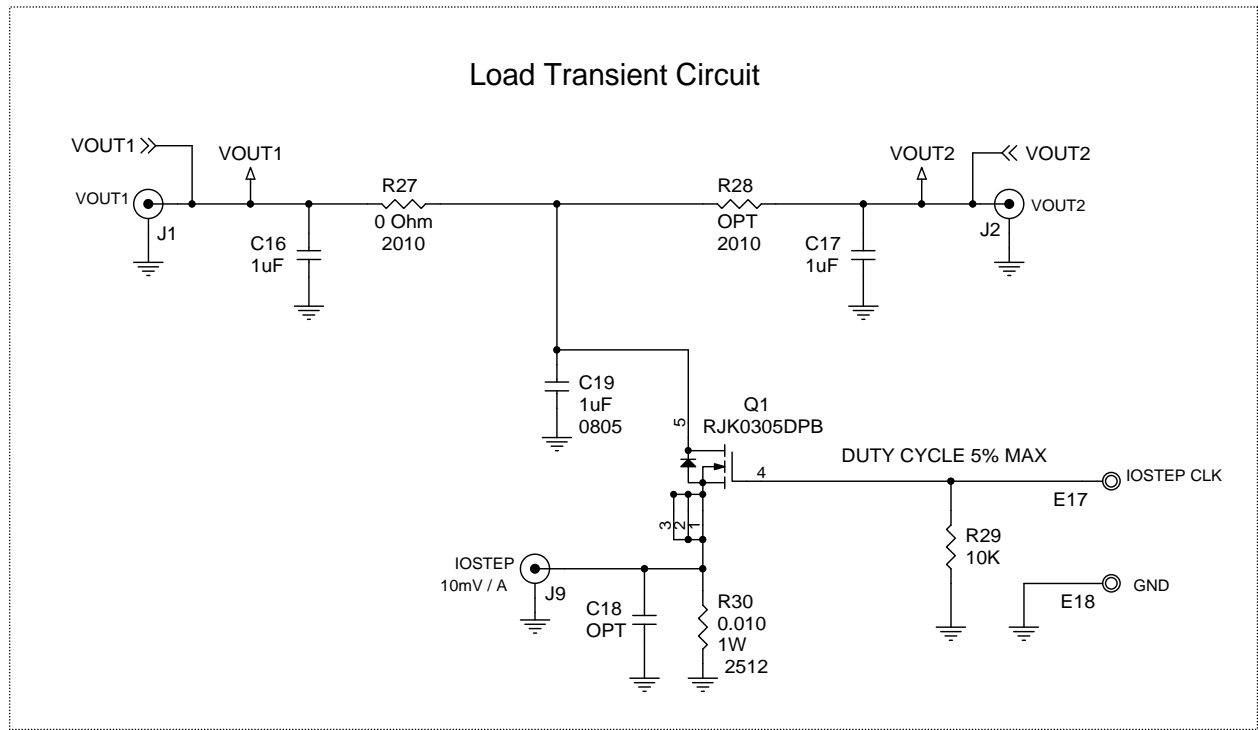 Load Transient Circuit
VOUT1
VOUT1
VOUT2
VOUT2
VOUT1
J1
R27
0 Ohm
2010
R28
OPT
2010
VOUT2
J2
C16
1uF
C17
1uF
C19
1uF
0805
5
Q1
RJK0305DPB
4
DUTY CYCLE 5% MAX
IOSTEP CLK
E17
3
2
1
R29
10K
IOSTEP
10mV / A
J9
C18
OPT
R30
0.010
1W
2512
E18
GND